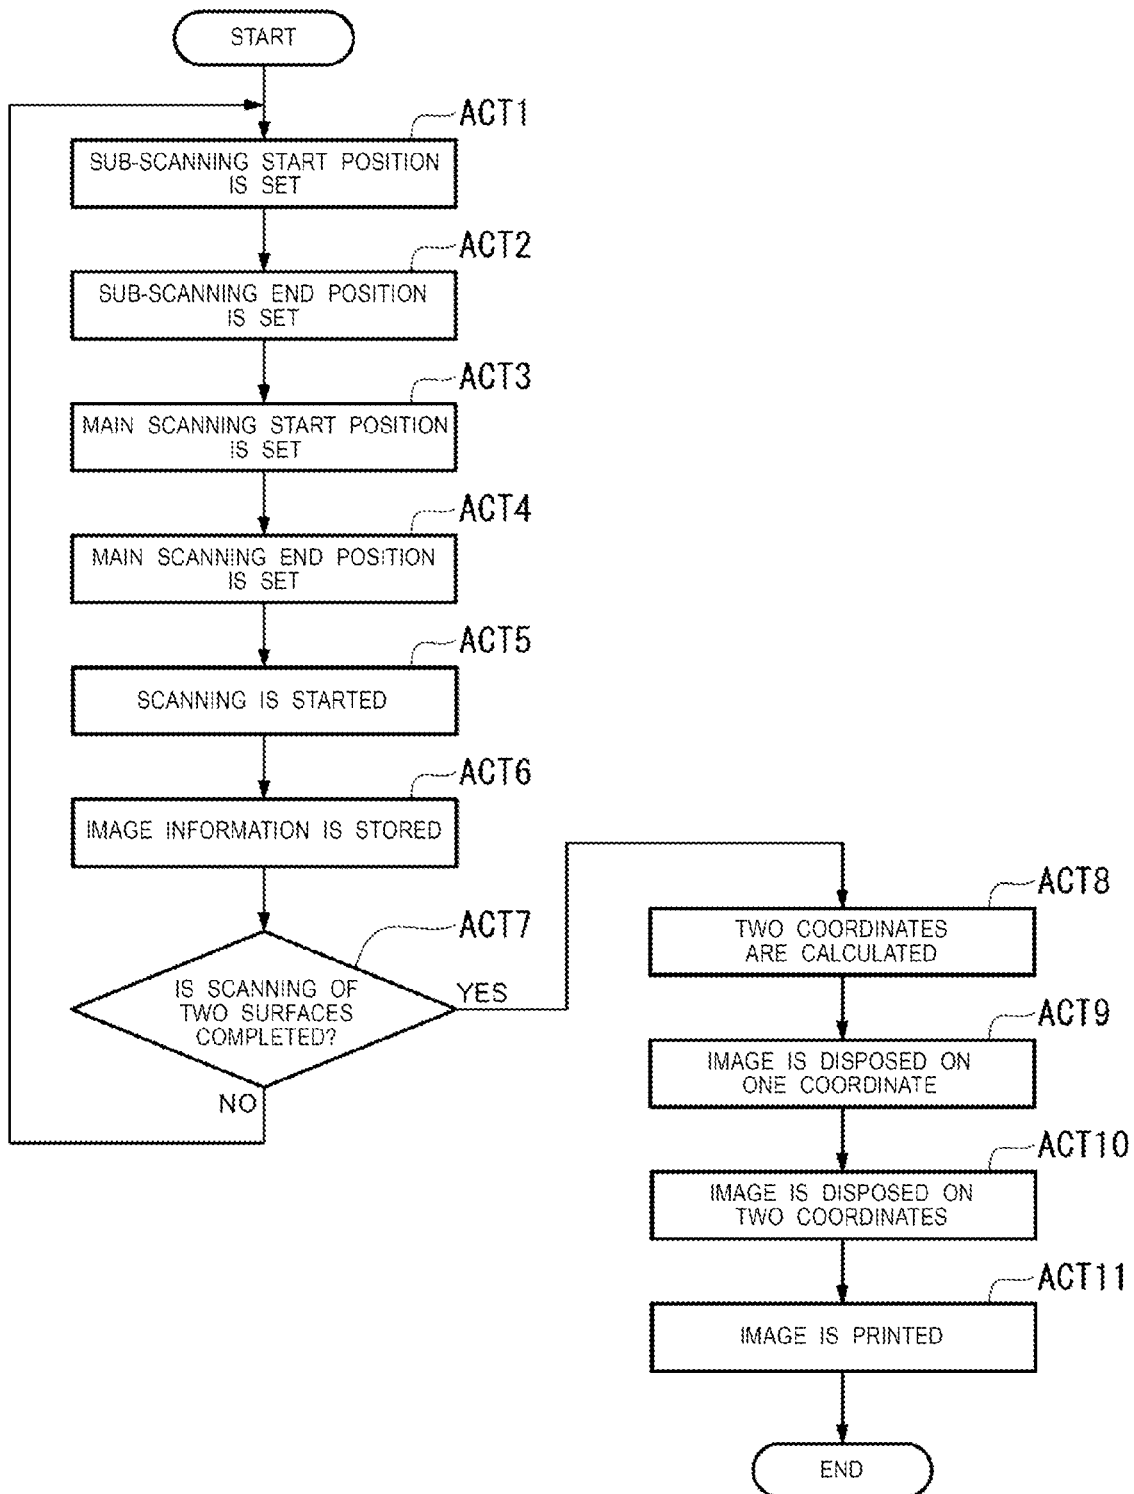 START
ACT1
SUB-SCANNING START POSITION
IS SET
ACT2
SUB-SCANNING END POSITION
IS SET
ACT3
MAIN SCANNING START POSITION
IS SET
ACT4
MAIN SCANNING END POSITION
IS SET
ACT5
SCANNING IS STARTED
ACT6
IMAGE INFORMATION IS STORED
ACT7
IS SCANNING OF
TWO SURFACES
COMPLETED?
YES
NO
ACT8
TWO COORDINATES
ARE CALCULATED
ACT9
IMAGE IS DISPOSED ON
ONE COORDINATE
ACT10
IMAGE IS DISPOSED ON
TWO COORDINATES
ACT11
IMAGE IS PRINTED
END